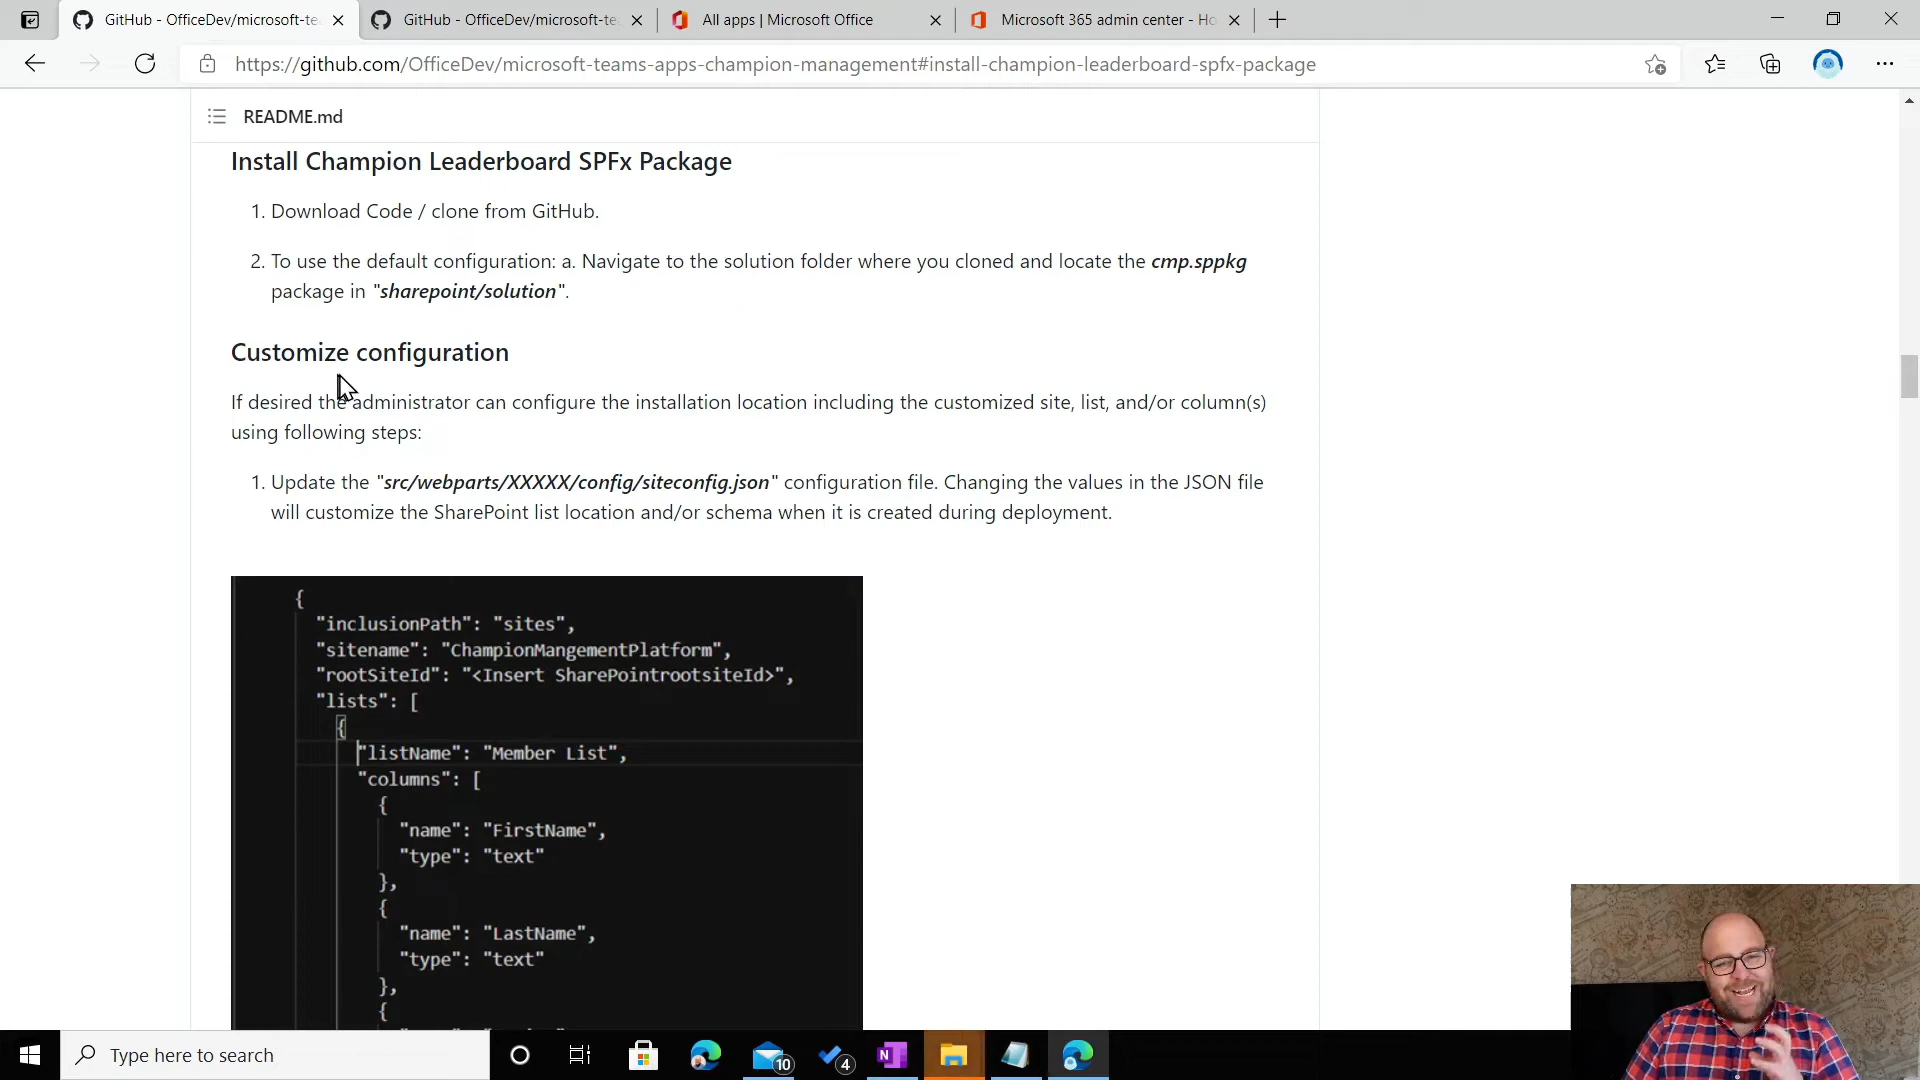 GitHub - OfficeDev/microsoft-te
GitHub - OfficeDev/microsoft-te
All apps | Microsoft Office
Microsoft 365 admin center - Ho
https://github.com/OfficeDev/microsoft-teams-apps-champion-management#install-champion-leaderboard-spfx-package
README.md
Install Champion Leaderboard SPFx Package
1. Download Code / clone from GitHub.
2. To use the default configuration: a. Navigate to the solution folder where you cloned and locate the cmp.sppkg
package in "sharepoint/solution".
Customize configuration
If desired the administrator can configure the installation location including the customized site, list, and/or column(s)
using following steps:
1. Update the "src/webparts/XXXXX/config/siteconfig.json" configuration file. Changing the values in the JSON file
will customize the SharePoint list location and/or schema when it is created during deployment.
{
"inclusionPath": "sites",
"sitename": "ChampionMangementPlatform",
"rootSiteId": "<Insert SharePointrootsiteId>",
"lists": [
{
"listName": "Member List",
"columns": [
{
"name": "FirstName",
"type": "text"
},
{
"name": "LastName",
"type": "text"
},
{
Type here to search
10
4
N